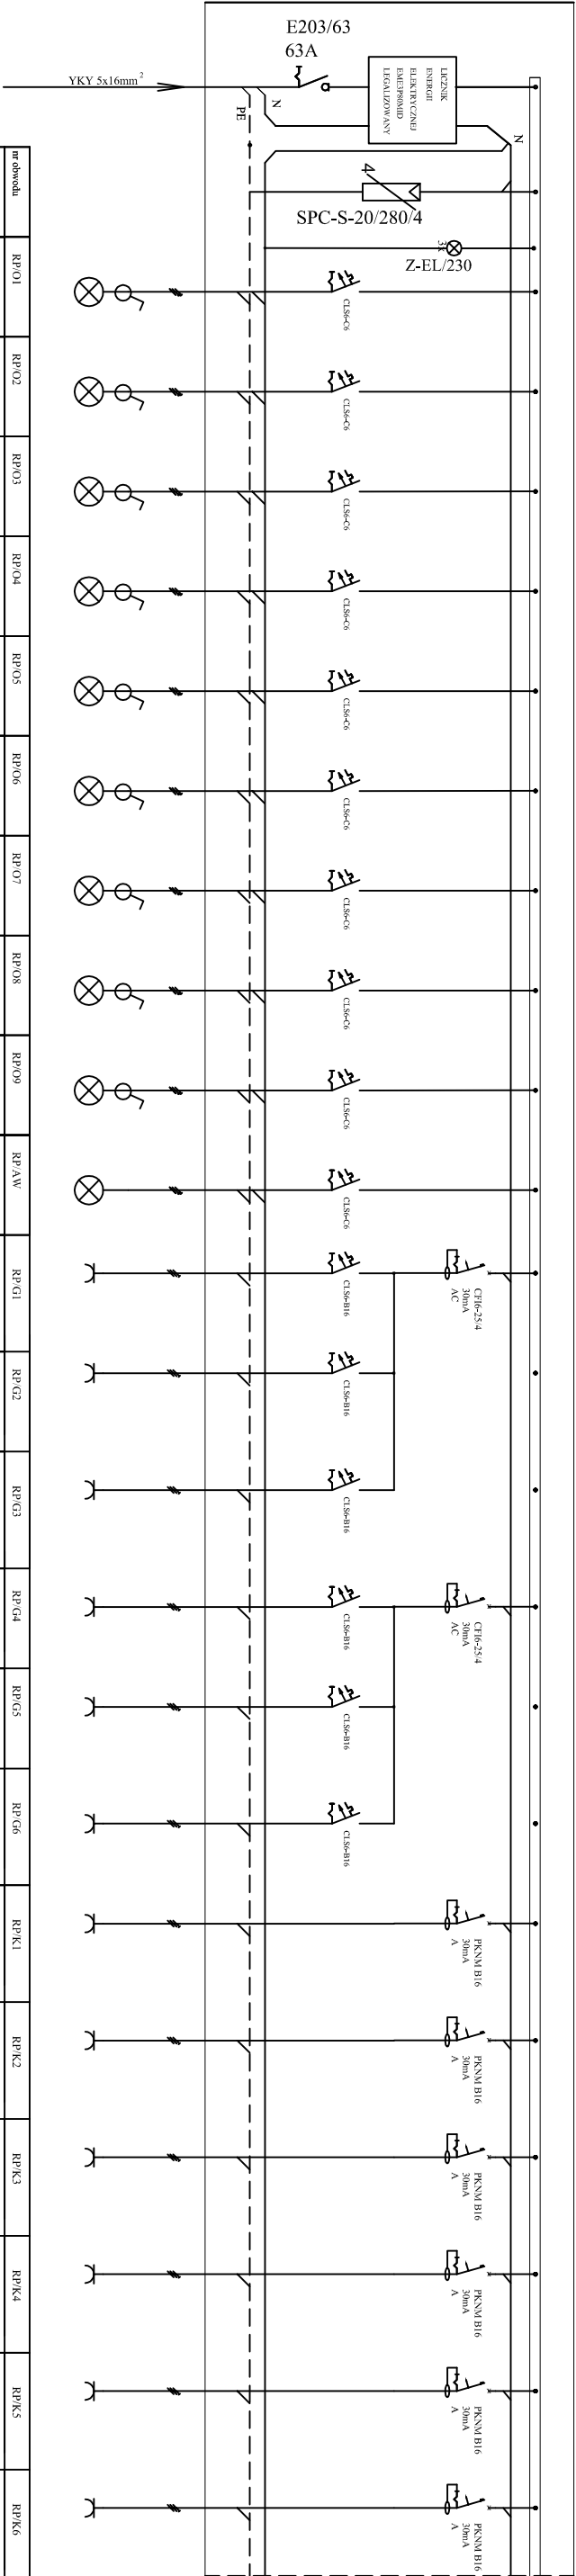 E203/63
63A
YKY 5x16mm²
LICZNIK
ENERGII
ELEKTRYCZNEJ
EME3P80MID
LEGALIZOWANY
N
PE
N
4
SPC-S-20/280/4
3x
Z-EL/230
nr obwodu
RP/O1
CLS6-C6
RP/O2
CLS6-C6
RP/O3
CLS6-C6
RP/O4
CLS6-C6
RP/O5
CLS6-C6
RP/O6
CLS6-C6
RP/O7
CLS6-C6
RP/O8
CLS6-C6
RP/O9
CLS6-C6
RP/AW
CLS6-C6
RP/G1
CLS6-B16
CFI6-25/4
30mA
AC
RP/G2
CLS6-B16
RP/G3
CLS6-B16
RP/G4
CLS6-B16
CFI6-25/4
30mA
AC
RP/G5
CLS6-B16
RP/G6
CLS6-B16
RP/K1
PKNM B16
30mA
A
RP/K2
PKNM B16
30mA
A
RP/K3
PKNM B16
30mA
A
RP/K4
PKNM B16
30mA
A
RP/K5
PKNM B16
30mA
A
RP/K6
PKNM B16
30mA
A